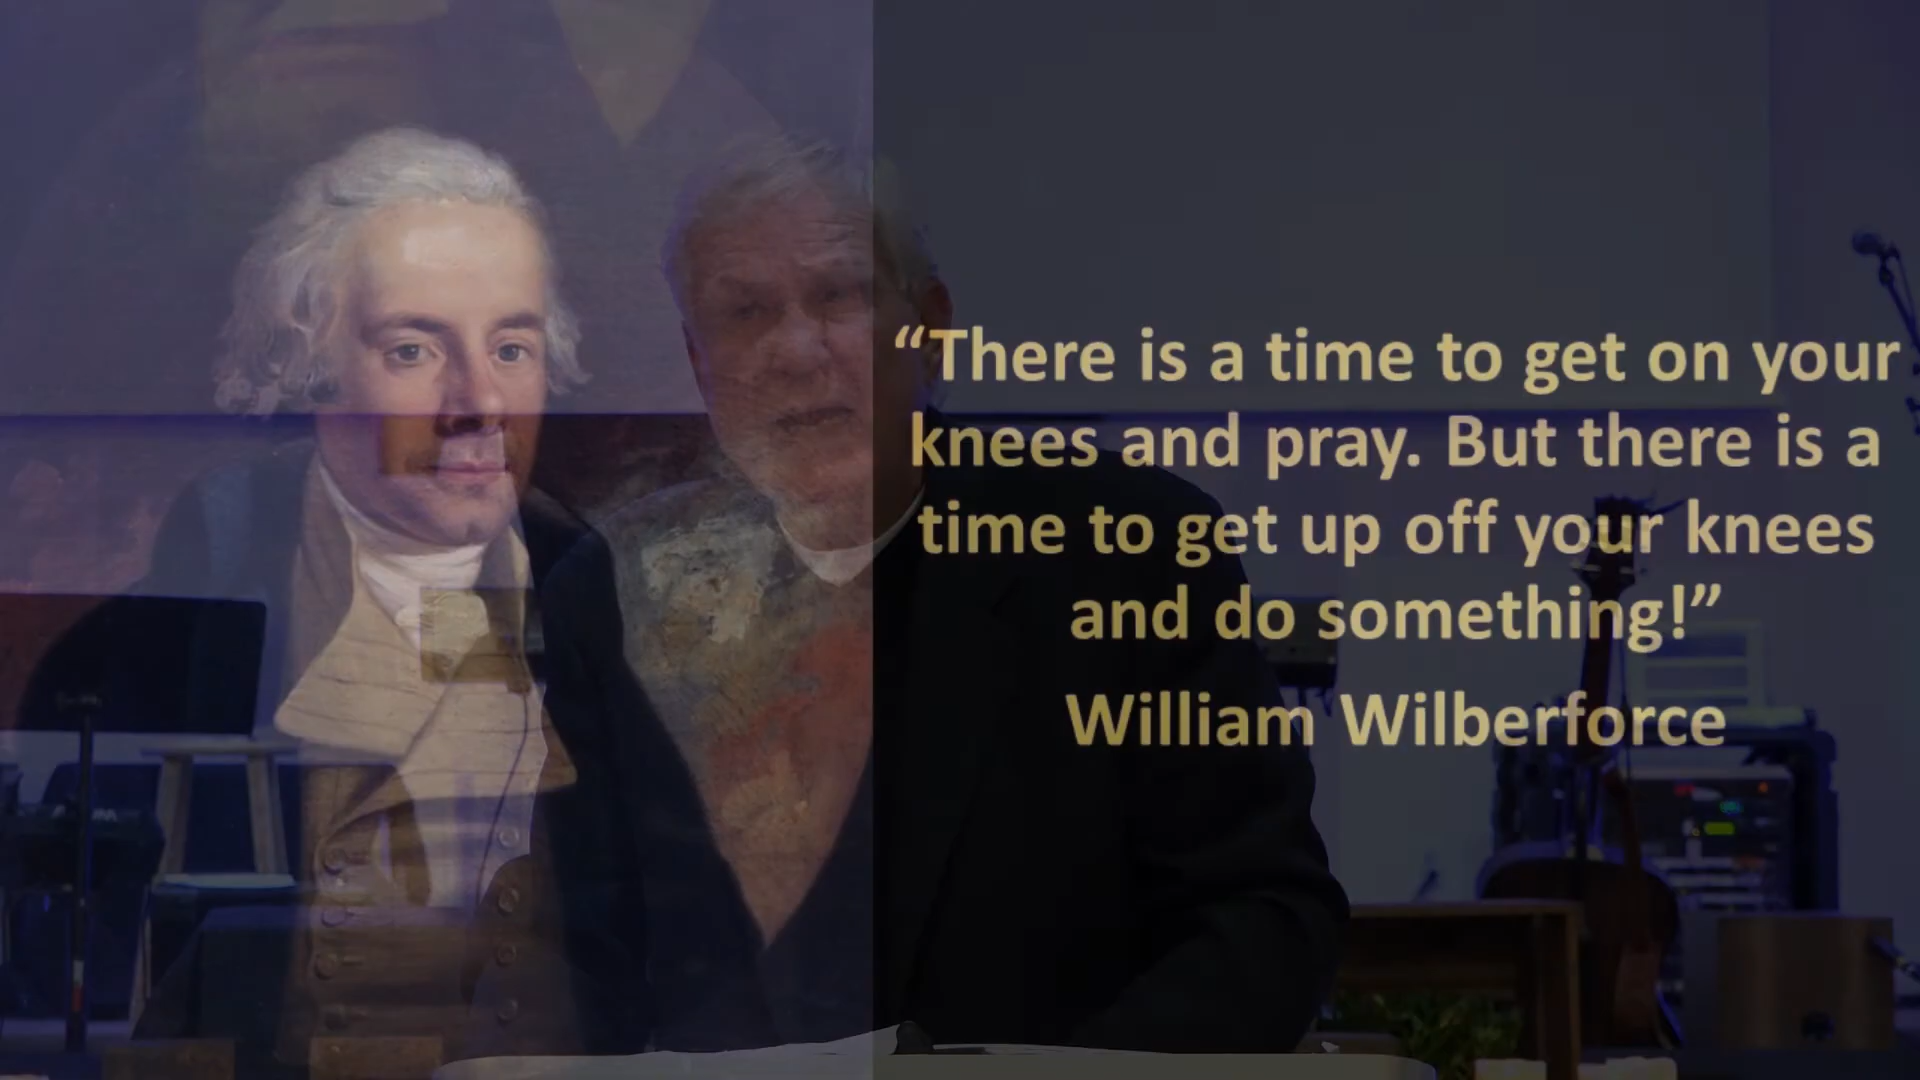 “There is a time to get on your
knees and pray. But there is a
time to get up off your knees
and do something!”
William Wilberforce